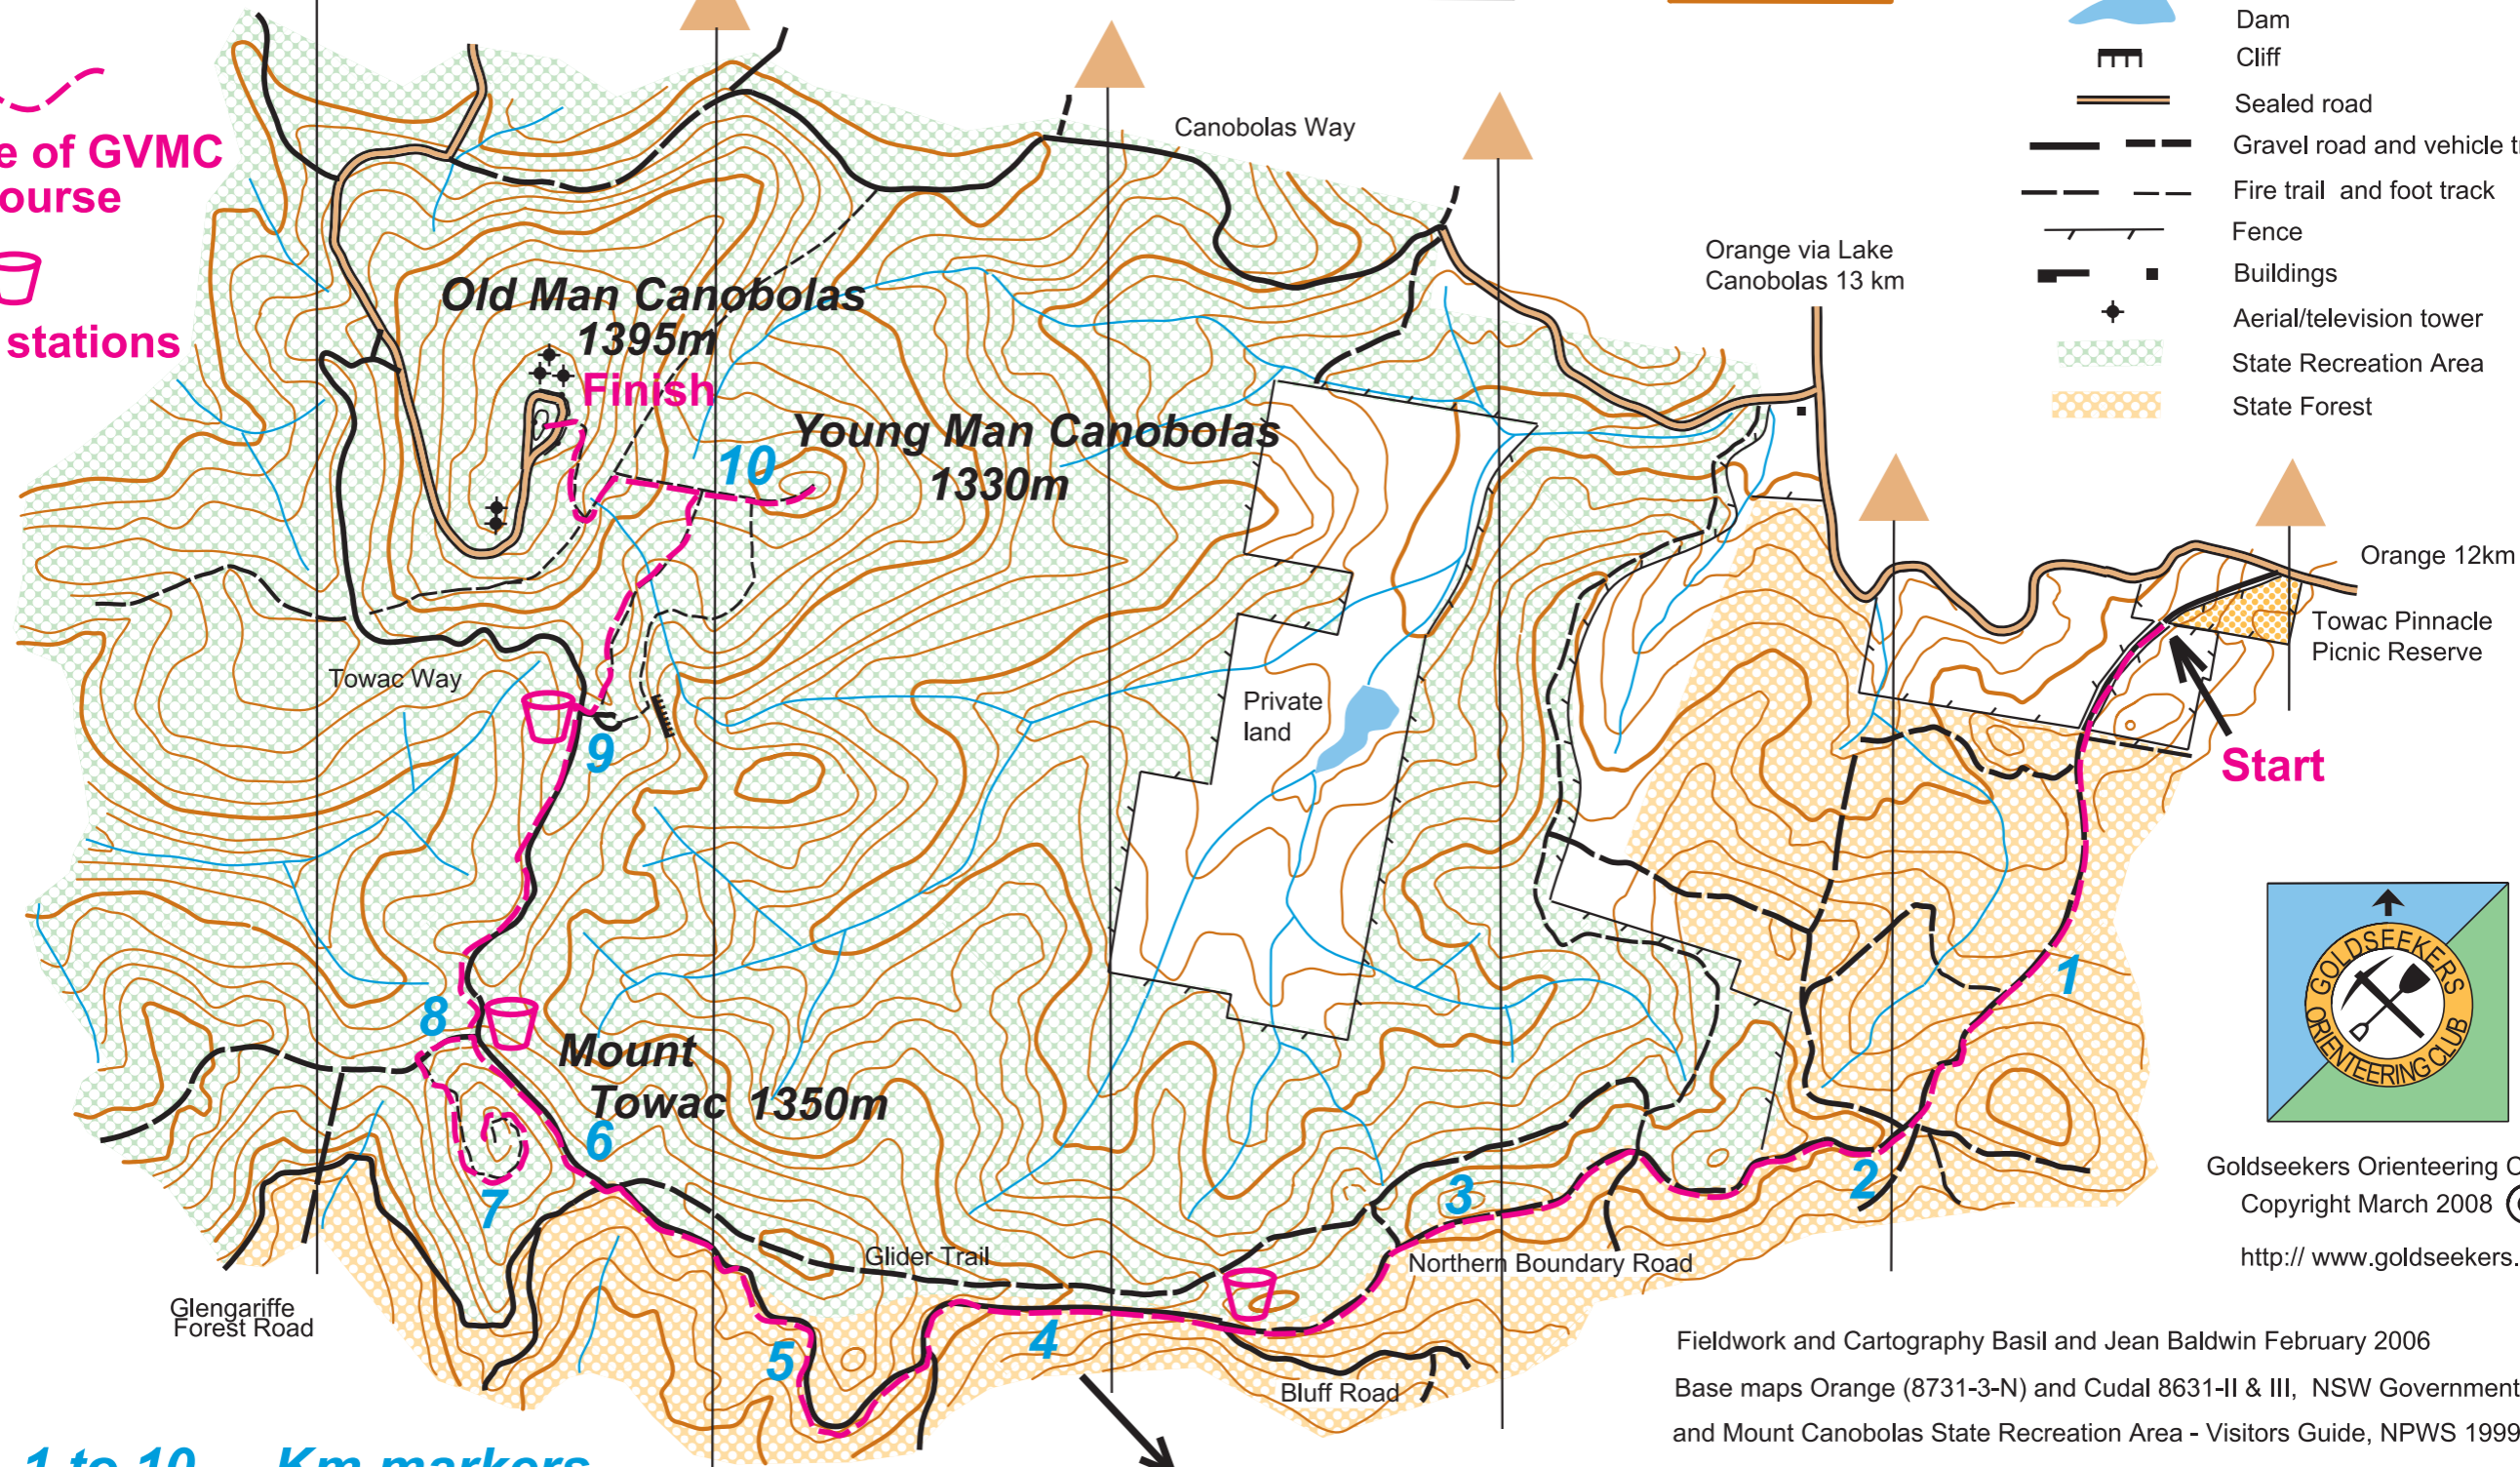 Dam
Cliff
Sealed road
Gravel road and vehicle
Fire trail and foot track
Fence
Buildings
Aerial/television tower
State Recreation Area
State Forest
of GVMC
stations
Canobolas Way
Orange via Lake
Canobolas 13 km
Old Man Canobolas
1395m
Finish
Young Man Canobolas
1330m
10
Orange 12km
Towac Pinnacle
Picnic Reserve
Start
Towac Way
Private
land
9
8
Mount
Towac 1350m
6
7
1
2
3
GOLDSEEKERS
ORIENTEERING CLUB
Goldseekers Orienteering
Copyright March 2008
http:// www.goldseekers.
Glider Trail
Northern Boundary Road
Glengariffe
Forest Road
4
5
Bluff Road
Fieldwork and Cartography Basil and Jean Baldwin February 2006
Base maps Orange (8731-3-N) and Cudal 8631-II & III, NSW Government
and Mount Canobolas State Recreation Area - Visitors Guide, NPWS 1999
1 to 10 Km markers